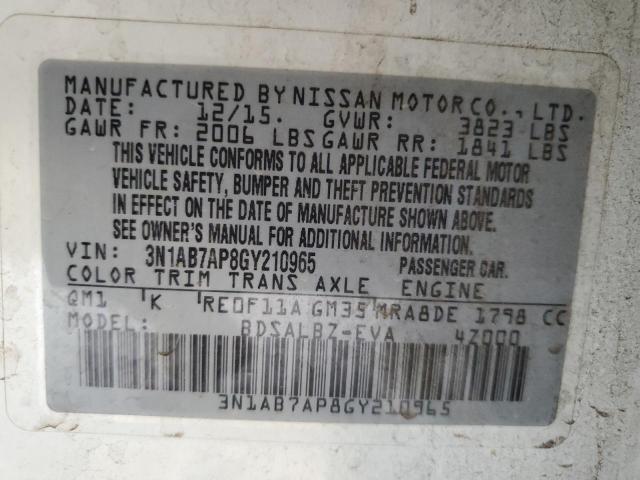 MANUFACTURED BY NISSAN MOTOR CO., LTD.
DATE: 12/15. GVWR: 3823 LBS
GAWR FR: 2006 LBS GAWR RR: 1841 LBS
THIS VEHICLE CONFORMS TO ALL APPLICABLE FEDERAL MOTOR
VEHICLE SAFETY, BUMPER AND THEFT PREVENTION STANDARDS
IN EFFECT ON THE DATE OF MANUFACTURE SHOWN ABOVE.
SEE OWNER'S MANUAL FOR ADDITIONAL INFORMATION
VIN: 3N1AB7AP8GY210965 PASSENGER CAR.
COLOR TRIM TRANS AXLE ENGINE
QM1 K RE0F11A GM35 MRA8DE 1798 CC
MODEL: BDSALBZ-EVA 4Z000
3N1AB7AP8GY210965